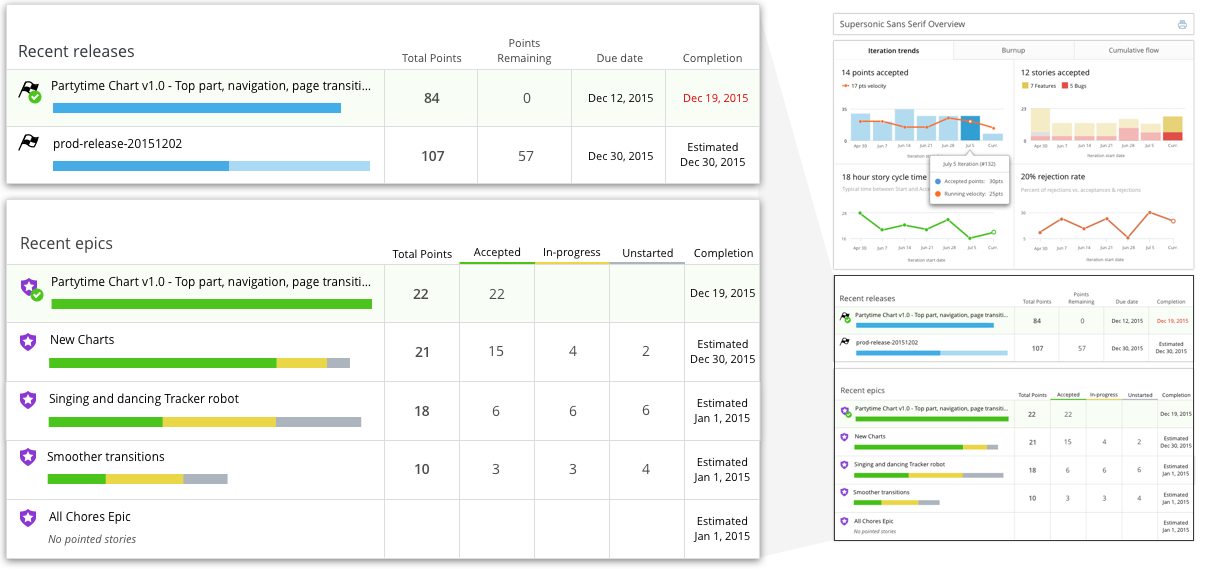 Recent releases
Total Points
Points
Remaining
Due date
Completion
Partytime Chart v1.0 - Top part, navigation, page transiti...
84
0
Dec 12, 2015
Dec 19, 2015
prod-release-20151202
107
57
Dec 30, 2015
Estimated
Dec 30, 2015
Recent epics
Total Points
Accepted
In-progress
Unstarted
Completion
Partytime Chart v1.0 - Top part, navigation, page transiti...
22
22
Dec 19, 2015
New Charts
21
15
4
2
Estimated
Dec 30, 2015
Singing and dancing Tracker robot
18
6
6
6
Estimated
Jan 1, 2015
Smoother transitions
10
3
3
4
Estimated
Jan 1, 2015
All Chores Epic
No pointed stories
Estimated
Jan 1, 2015
Supersonic Sans Serif Overview
Iteration trends
Burnup
Cumulative flow
14 points accepted
17 pts velocity
0
Apr 30
Jun 7
Jun 14
Jun 21
Jun 28
Jul 5
Curr.
Iteration
12 stories accepted
7 Features
5 Bugs
23
0
Apr 30
Jun 7
Jun 14
Jun 21
Jun 28
Jul 5
Curr.
Iteration start date
July 5 Iteration (#132)
Accepted points: 30pts
Running velocity: 25pts
18 hour story cycle time
Typical time between Start and Acc
Apr 30
Jun 7
Jun 14
Jun 21
Jun 28
Jul 5
Curr.
Iteration start date
20% rejection rate
Percent of rejections vs. acceptances & rejections
Apr 30
Jun 7
Jun 14
Jun 21
Jun 28
Jul 5
Curr.
Iteration start date
Recent releases
Total Points
Points
Remaining
Due date
Completion
Partytime Chart v1.0 - Top part, navigation, page transiti...
84
0
Dec 12, 2015
Dec 19, 2015
prod-release-20151202
107
57
Dec 30, 2015
Estimated
Dec 30, 2015
Recent epics
Total Points
Accepted
In-progress
Unstarted
Completion
Partytime Chart v1.0 - Top part, navigation, page transiti...
22
22
Dec 19, 2015
New Charts
21
15
4
2
Estimated
Dec 30, 2015
Singing and dancing Tracker robot
18
6
6
6
Estimated
Jan 1, 2015
Smoother transitions
10
3
3
4
Estimated
Jan 1, 2015
All Chores Epic
No pointed stories
Estimated
Jan 1, 2015